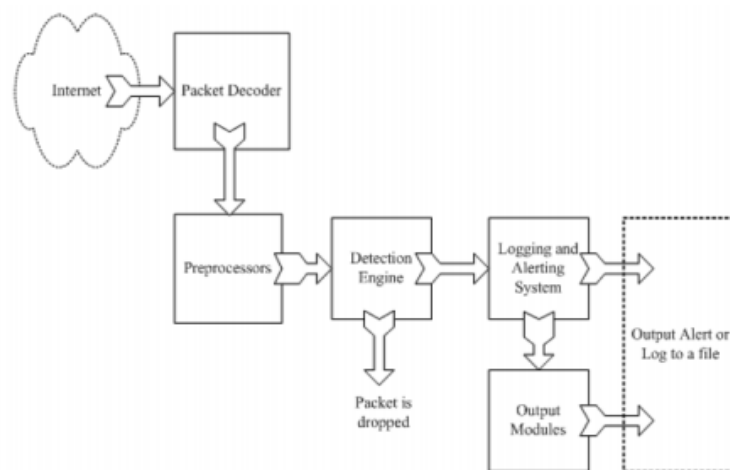 Internet
Packet Decoder
Preprocessors
Detection
Engine
Logging and
Alerting
System
Output Alert or
Log to a file
Packet is
dropped
Output
Modules